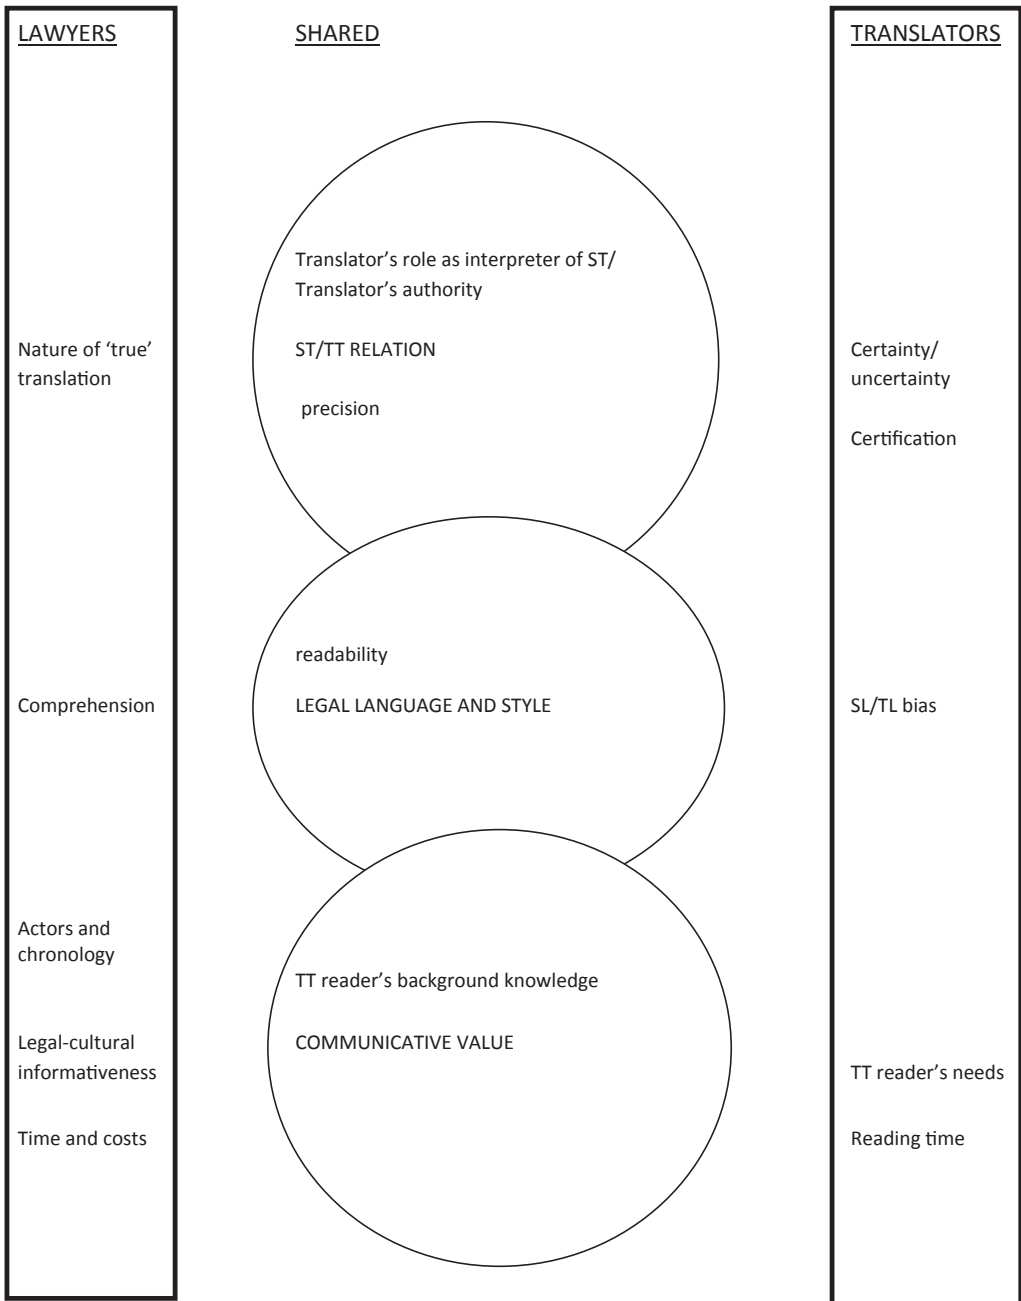 LAWYERS
Nature of ‘true’
translation
Comprehension
Actors and
chronology
Legal-cultural
informativeness
Time and costs
SHARED
Translator’s role as interpreter of ST/
Translator’s authority
ST/TT RELATION
precision
readability
LEGAL LANGUAGE AND STYLE
TT reader’s background knowledge
COMMUNICATIVE VALUE
TRANSLATORS
Certainty/
uncertainty
Certification
SL/TL bias
TT reader’s needs
Reading time